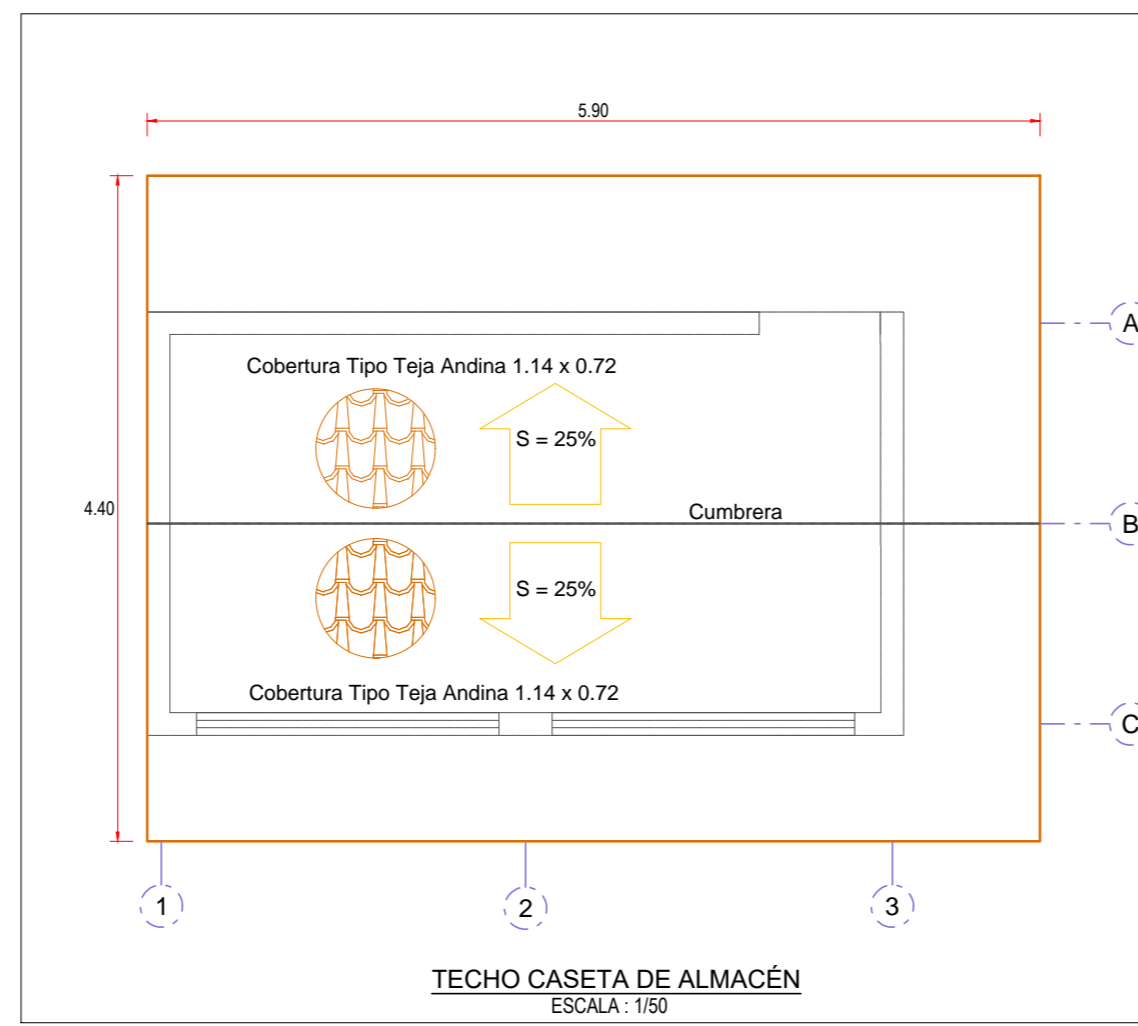 5.90
A
Cobertura Tipo Teja Andina 1.14 x 0.72
S = 25%
4.40
Cumbrera
B
S = 25%
Cobertura Tipo Teja Andina 1.14 x 0.72
C
1
2
3
TECHO CASETA DE ALMACÉN
ESCALA : 1/50